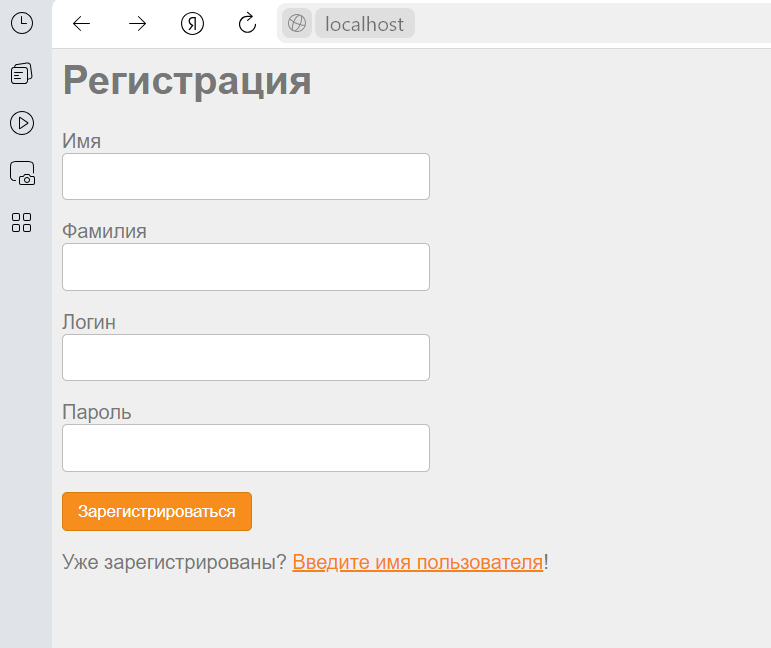 localhost
Регистрация
Имя
Фамилия
Логин
Пароль
Зарегистрироваться
Уже зарегистрированы? Введите имя пользователя!